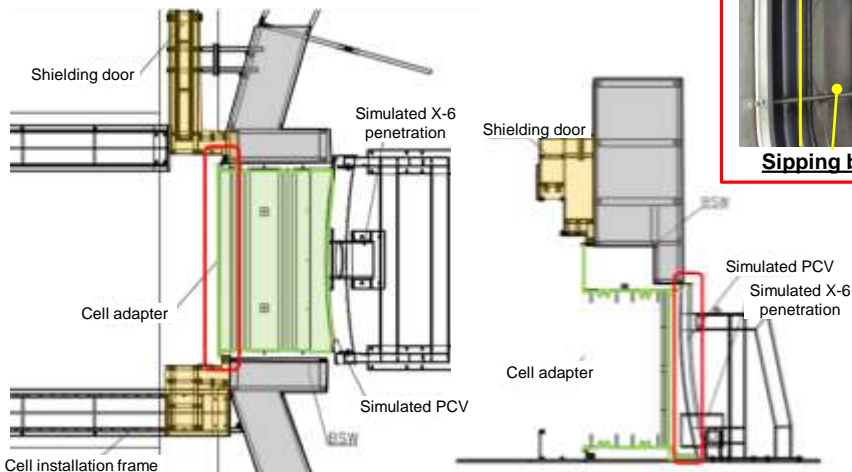 Shielding door
Simulated X-6
penetration
Cell adapter
Simulated PCV
BSW
Cell installation frame
Shielding door
BSW
Simulated PCV
Simulated X-6
penetration
Cell adapter
Sipping b